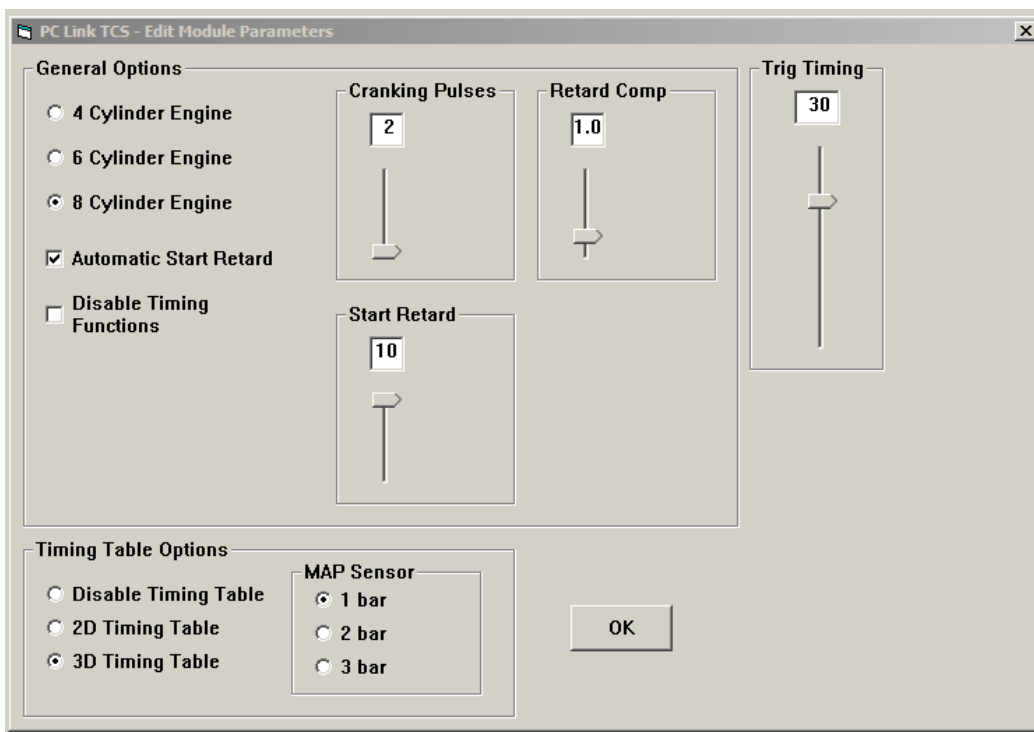 PC Link TCS - Edit Module Parameters
General Options
4 Cylinder Engine
6 Cylinder Engine
8 Cylinder Engine
Automatic Start Retard
Disable Timing
Functions
Cranking Pulses
2
Retard Comp
1.0
Start Retard
10
Trig Timing
30
Timing Table Options
Disable Timing Table
2D Timing Table
3D Timing Table
MAP Sensor
1 bar
2 bar
3 bar
OK